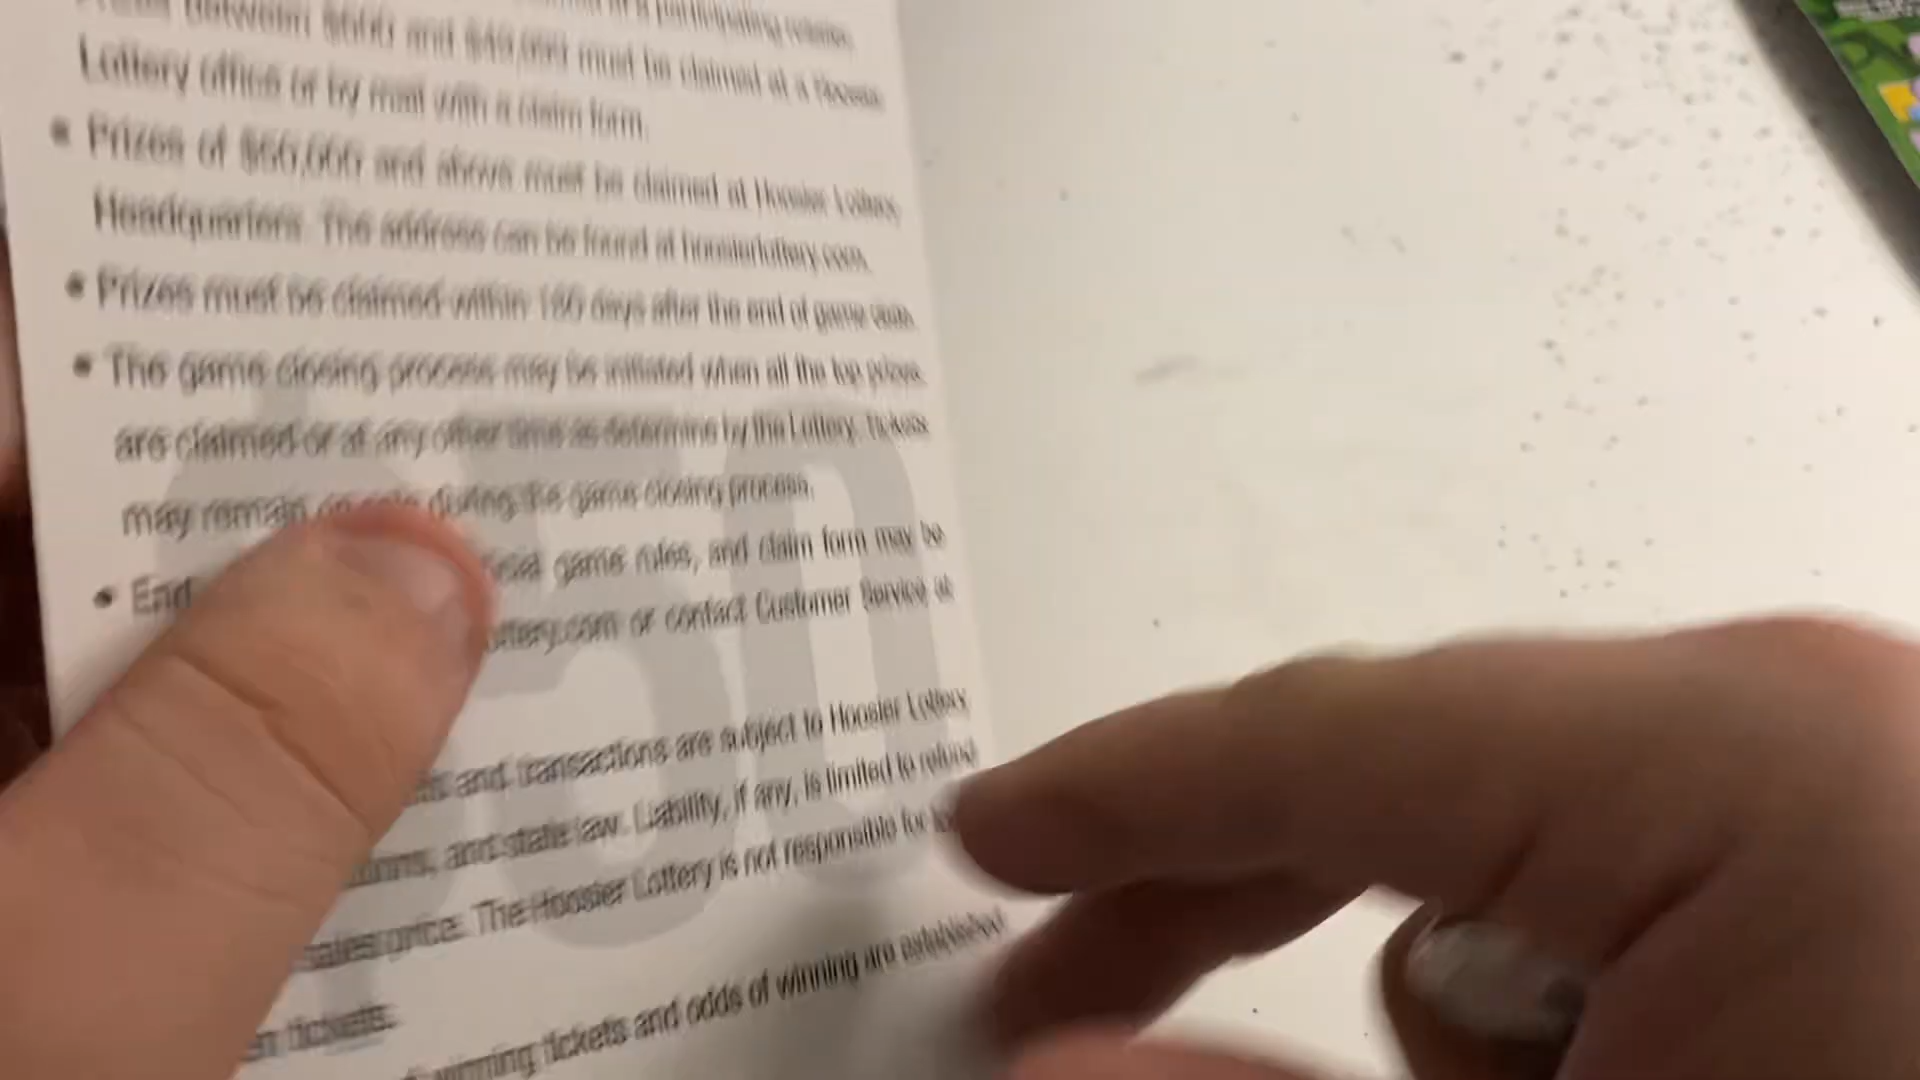 participating retailer.
between $600 and $49,999 must be claimed at a Hoosier
Lottery office or by mail with a claim form.
• Prizes of $50,000 and above must be claimed at Hoosier Lottery
Headquarters. The address can be found at hoosierlottery.com.
• Prizes must be claimed within 180 days after the end of game date.
• The game closing process may be initiated when all the top prizes
are claimed or at any other time as determine by the Lottery. Tickets
may remain on sale during the game closing process.
• End game rules, and claim form may be
or contact Customer Service at
and transactions are subject to Hoosier Lottery
and state law. Liability, if any, is limited to refund
sales price. The Hoosier Lottery is not responsible for
tickets.
winning tickets and odds of winning are established
50